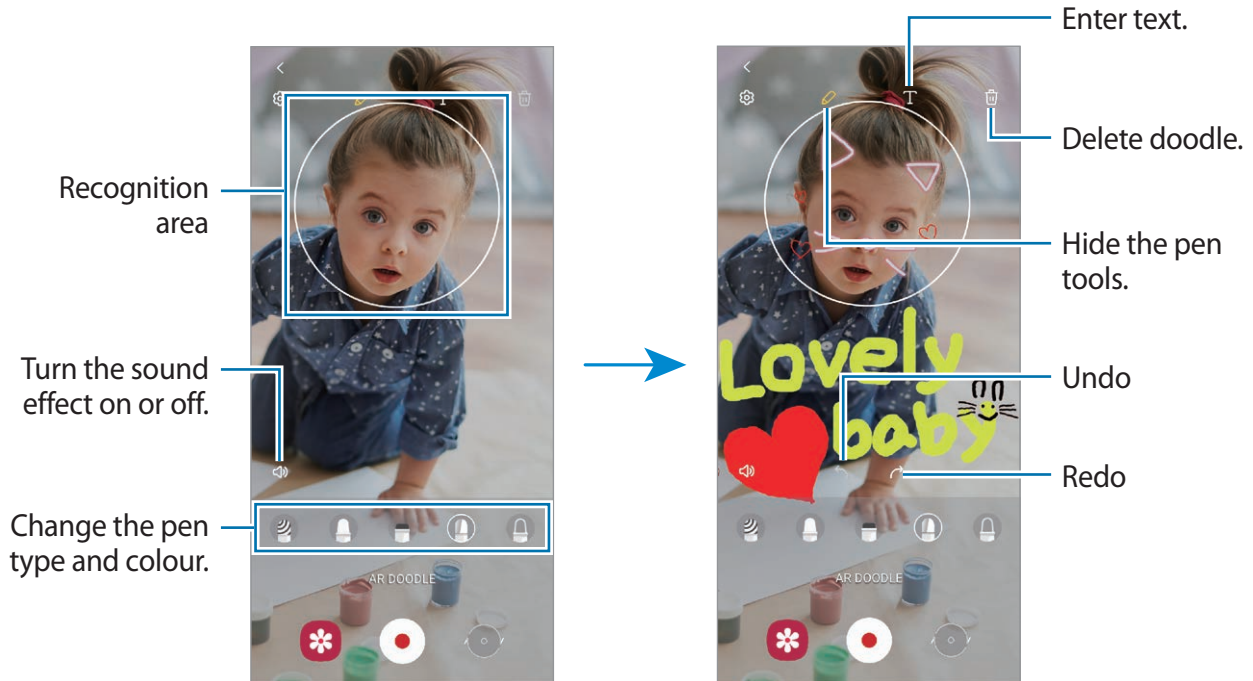 Enter text.
Delete doodle.
Recognition
area
Hide the pen
tools.
Turn the sound
effect on or off.
Lovely
baby
Undo
Redo
Change the pen
type and colour.
T
T
AR DOODLE
AR DOODLE